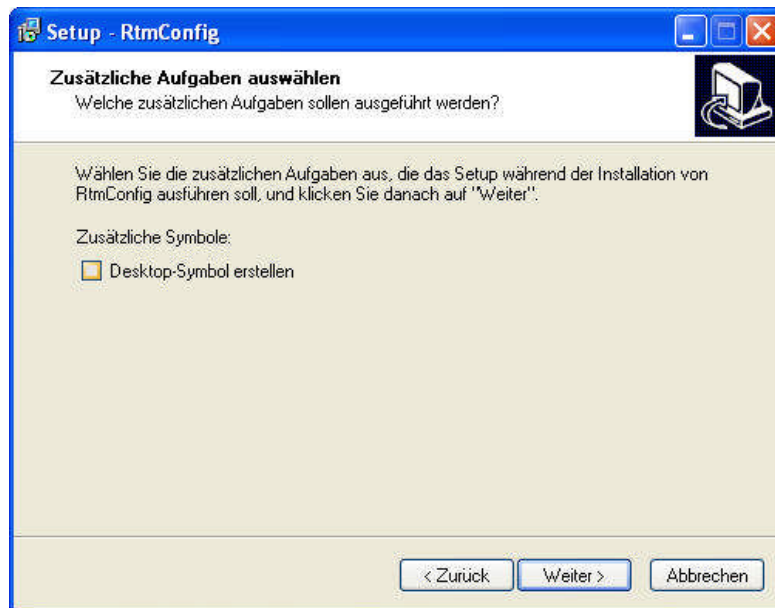 Setup - RtmConfig
Zusätzliche Aufgaben auswählen
Welche zusätzlichen Aufgaben sollen ausgeführt werden?
Wählen Sie die zusätzlichen Aufgaben aus, die das Setup während der Installation von
RtmConfig ausführen soll, und klicken Sie danach auf "Weiter".
Zusätzliche Symbole:
Desktop-Symbol erstellen
< Zurück Weiter > Abbrechen